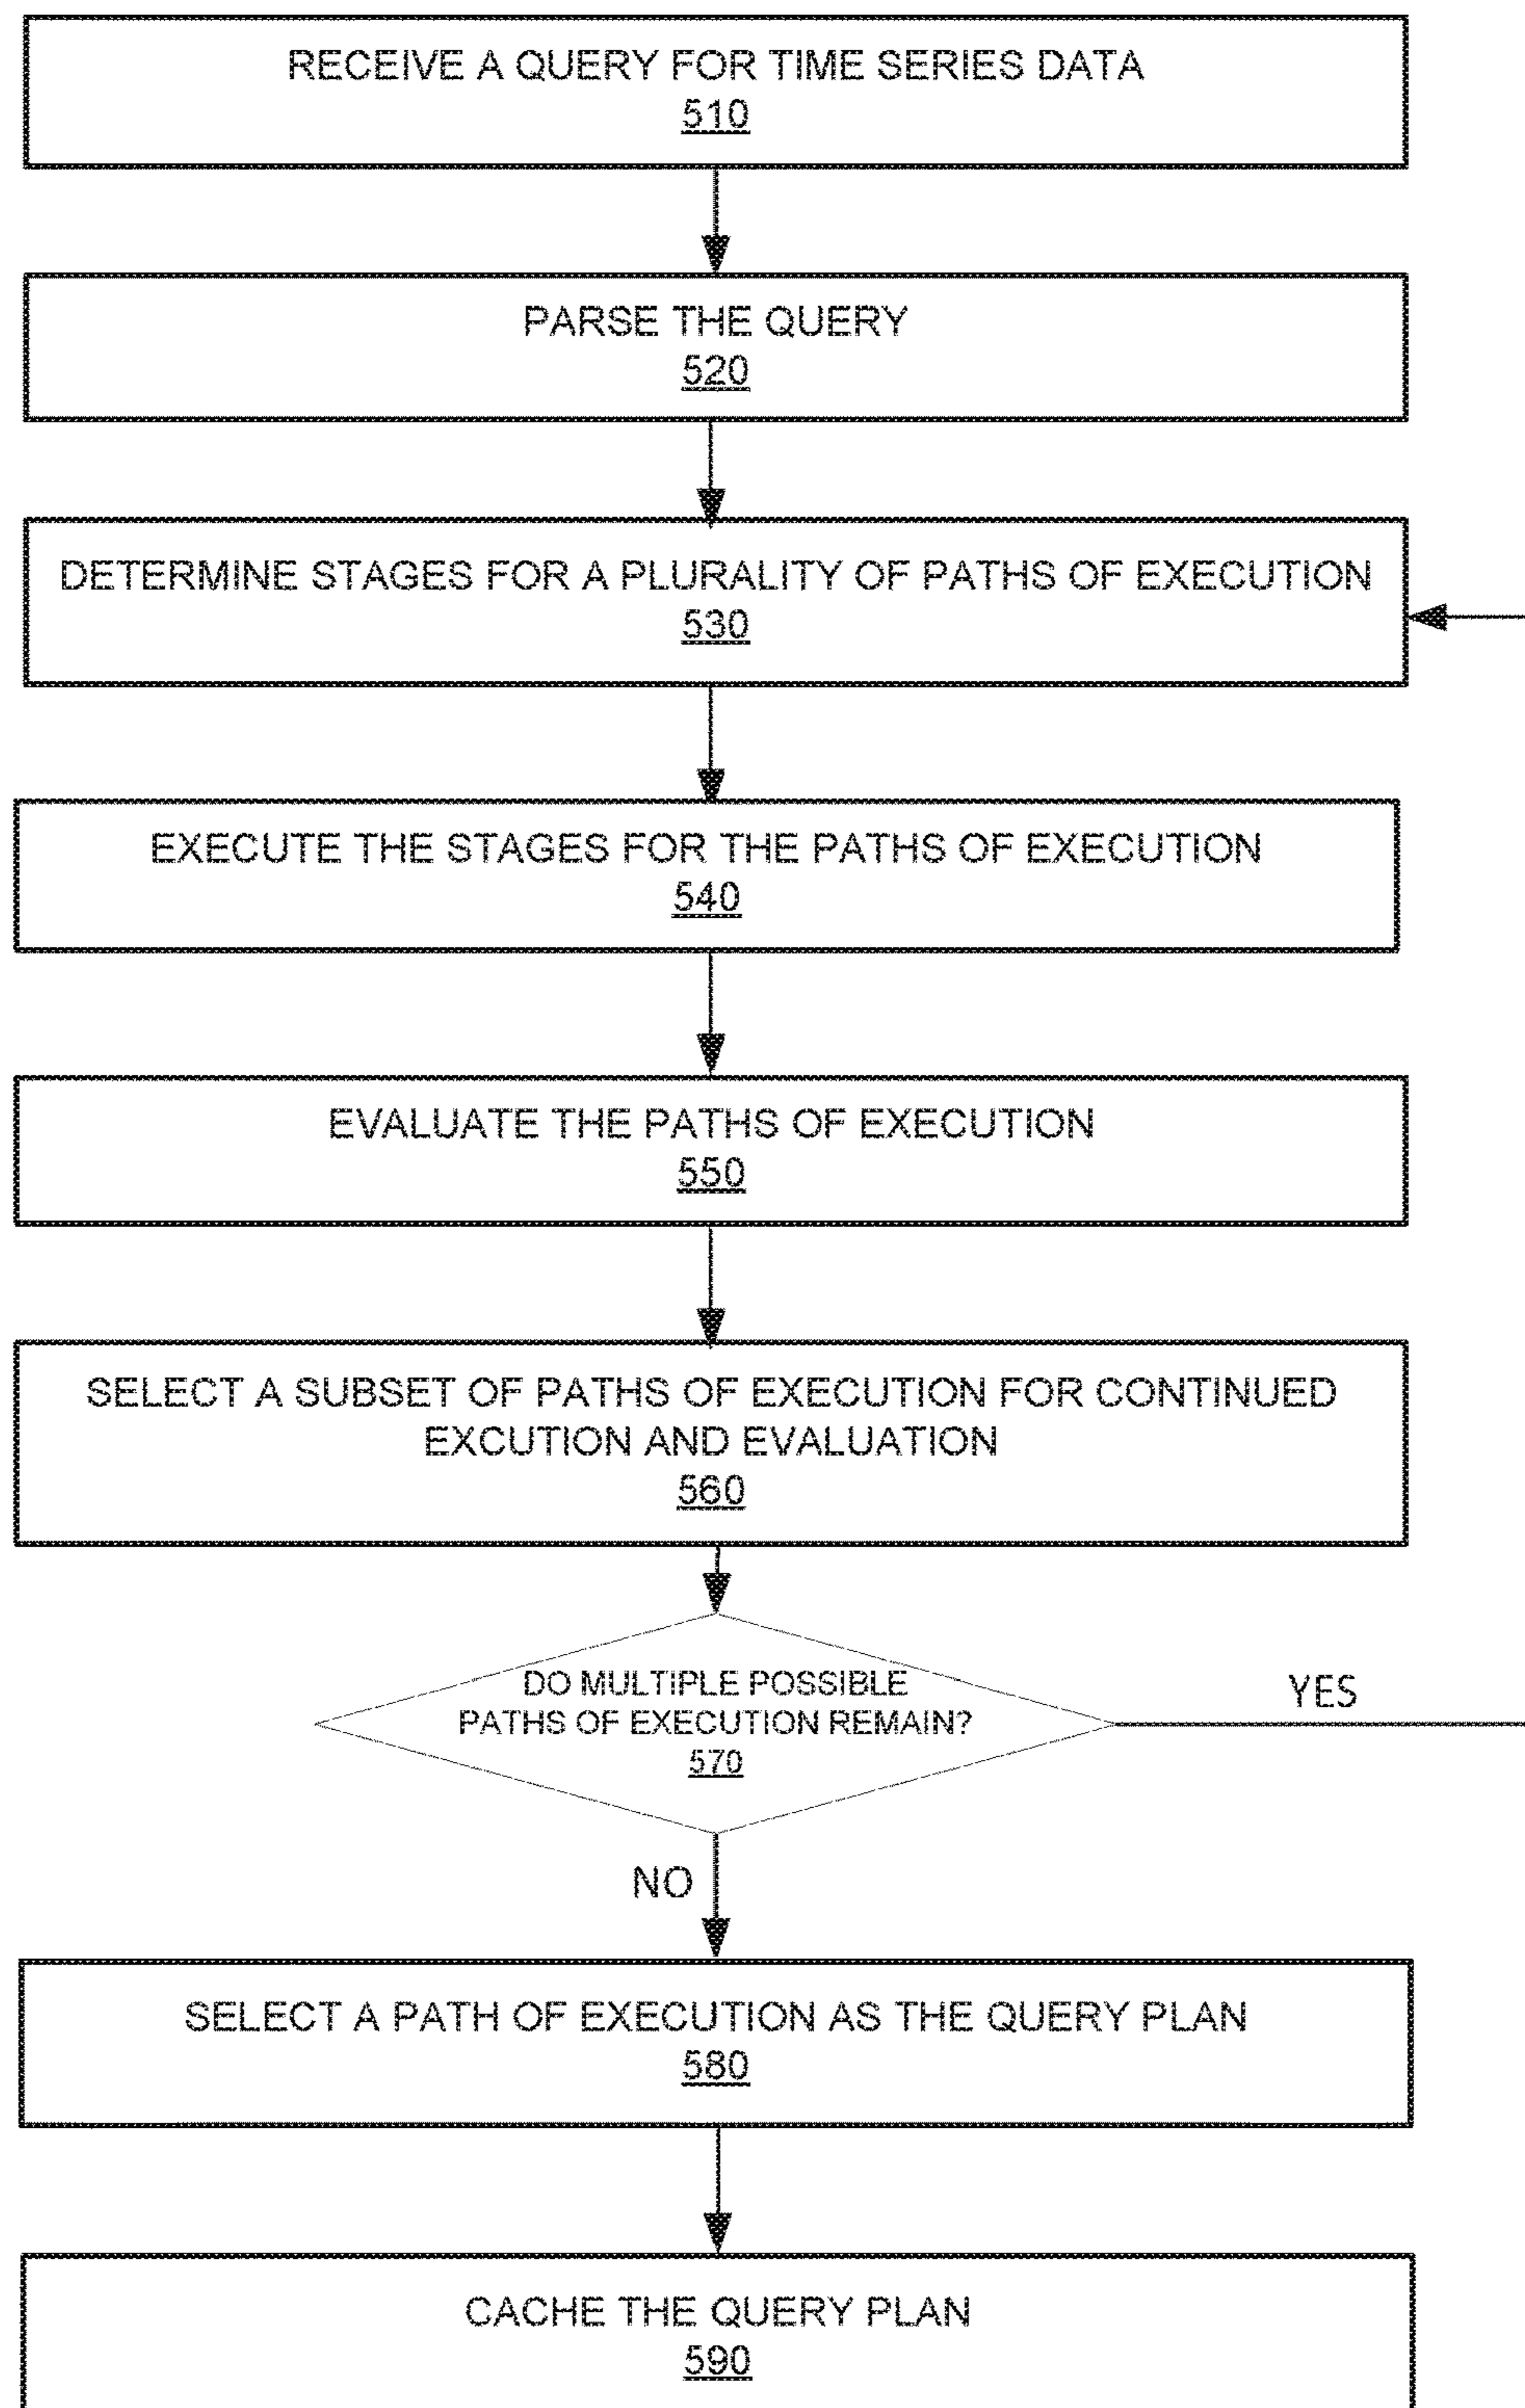 RECEIVE A QUERY FOR TIME SERIES DATA
510
PARSE THE QUERY
520
DETERMINE STAGES FOR A PLURALITY OF PATHS OF EXECUTION
530
EXECUTE THE STAGES FOR THE PATHS OF EXECUTION
540
EVALUATE THE PATHS OF EXECUTION
550
SELECT A SUBSET OF PATHS OF EXECUTION FOR CONTINUED
EXCUTION AND EVALUATION
560
DO MULTIPLE POSSIBLE
PATHS OF EXECUTION REMAIN?
570
YES
NO
SELECT A PATH OF EXECUTION AS THE QUERY PLAN
580
CACHE THE QUERY PLAN
590